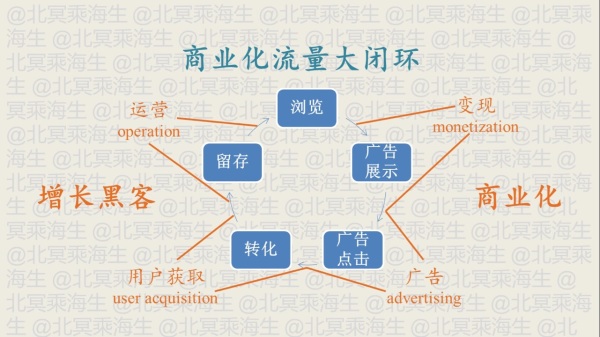 商业化流量大闭环
运营
operation
浏览
变现
monetization
留存
广告
展示
增长黑客
商业化
转化
广告
点击
用户获取
user acquisition
广告
advertising
@北冥乘海生